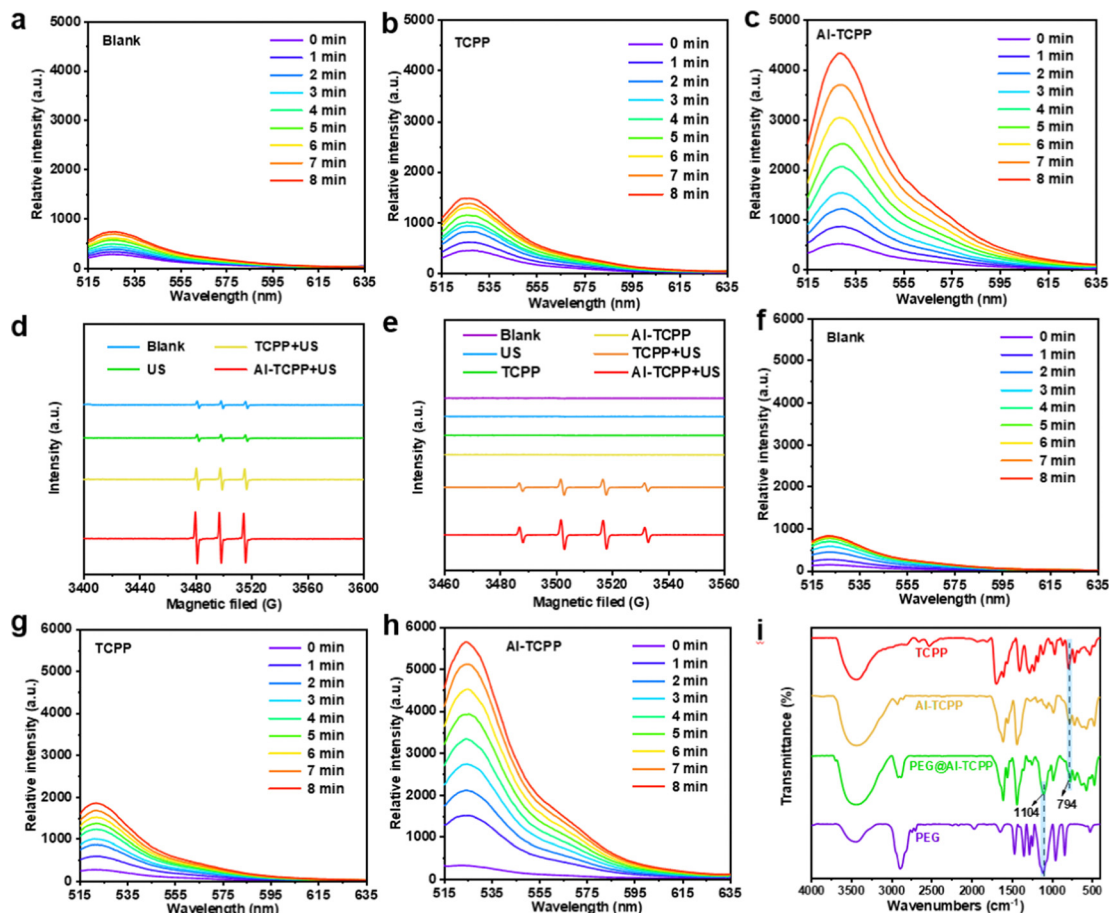 a
Blank
5000
4000
3000
2000
1000
0
515 535 555 575 595 615 635
Relative intensity (a.u.)
Wavelength (nm)
0 min
1 min
2 min
3 min
4 min
5 min
6 min
7 min
8 min
b
TCPP
5000
4000
3000
2000
1000
0
515 535 555 575 595 615 635
Relative intensity (a.u.)
Wavelength (nm)
0 min
1 min
2 min
3 min
4 min
5 min
6 min
7 min
8 min
c
Al-TCPP
5000
4000
3000
2000
1000
0
515 535 555 575 595 615 635
Relative intensity (a.u.)
Wavelength (nm)
0 min
1 min
2 min
3 min
4 min
5 min
6 min
7 min
8 min
d
Blank TCPP+US
US Al-TCPP+US
Intensity (a.u.)
3400 3440 3480 3520 3560 3600
Magnetic filed (G)
e
Blank Al-TCPP
US TCPP+US
TCPP Al-TCPP+US
Intensity (a.u.)
3460 3480 3500 3520 3540 3560
Magnetic filed (G)
f
Blank
6000
5000
4000
3000
2000
1000
0
515 535 555 575 595 615 635
Relative intensity (a.u.)
Wavelength (nm)
0 min
1 min
2 min
3 min
4 min
5 min
6 min
7 min
8 min
g
TCPP
6000
5000
4000
3000
2000
1000
0
515 535 555 575 595 615 635
Relative intensity (a.u.)
Wavelength (nm)
0 min
1 min
2 min
3 min
4 min
5 min
6 min
7 min
8 min
h
Al-TCPP
6000
5000
4000
3000
2000
1000
0
515 535 555 575 595 615 635
Relative intensity (a.u.)
Wavelength (nm)
0 min
1 min
2 min
3 min
4 min
5 min
6 min
7 min
8 min
i
TCPP
Al-TCPP
PEG@Al-TCPP
1104 794
PEG
Transmittance (%)
4000 3400 2800 2200 1600 1000 400
Wavenumbers (cm⁻¹)